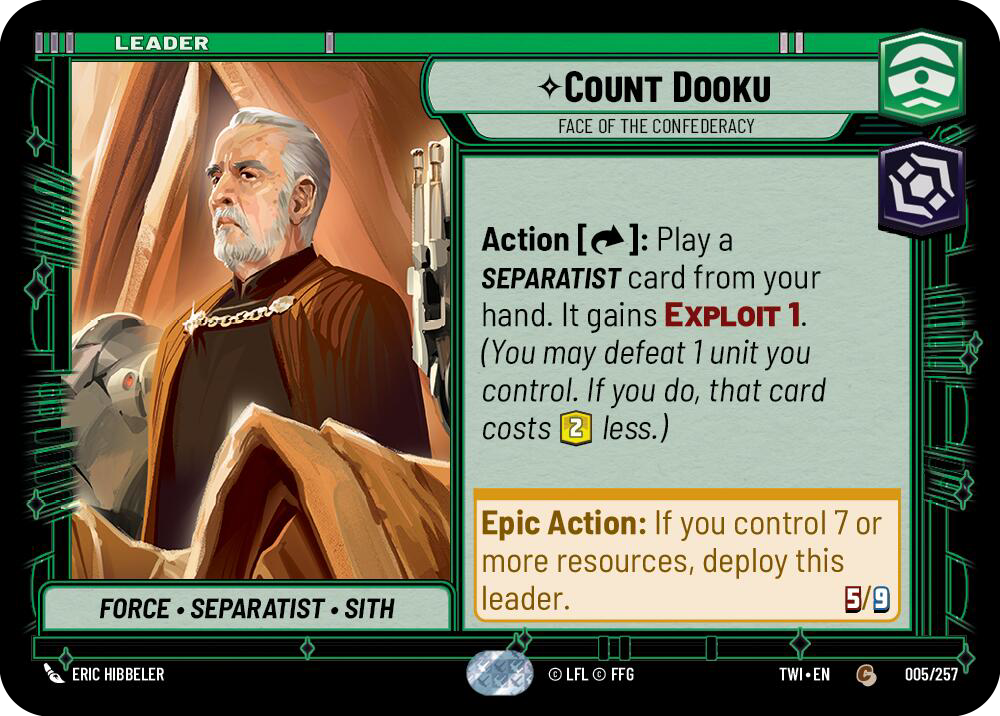 LEADER
COUNT DOOKU
FACE OF THE CONFEDERACY
Action [ ]: Play a
SEPARATIST card from your
hand. It gains EXPLOIT 1.
(You may defeat 1 unit you
control. If you do, that card
costs 2 less.)
Epic Action: If you control 7 or
more resources, deploy this
leader.
5/9
FORCE • SEPARATIST • SITH
ERIC HIBBELER
© LFL © FFG
TWI • EN
C
005/257